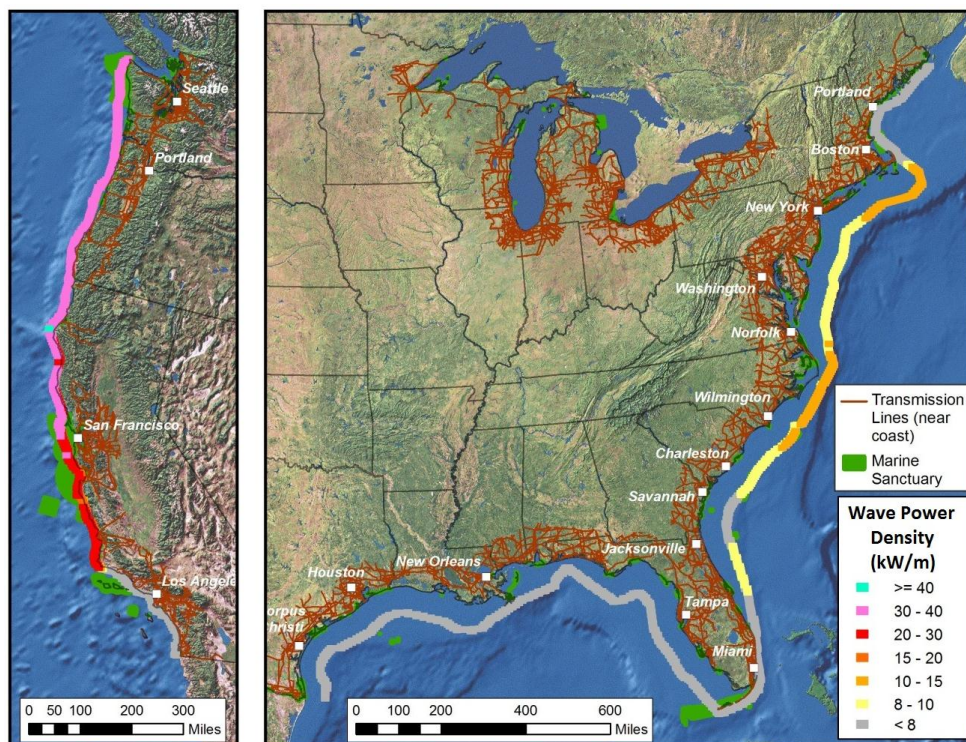 Seattle
Portland
San Francisco
Los Angele
0 50 100 200 300
Miles
Portland
Boston
New York
Washington
Norfolk
Wilmington
Charleston
Savannah
Jacksonville
New Orleans
Houston
orpus
Christi
Tampa
Miami
0 100 200 400 600
Miles
Transmission
Lines (near
coast)
Marine
Sanctuary
Wave Power
Density
(kW/m)
>= 40
30 - 40
20 - 30
15 - 20
10 - 15
8 - 10
< 8